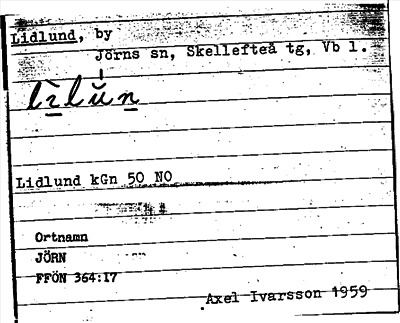 Lidlund, by
Jörns sn, Skellefteå tg, Vb l.
lìlŭn
Lidlund kGn 50 NO
Ortnamn
JÖRN
FFÖN 364:17
Axel Ivarsson 1959